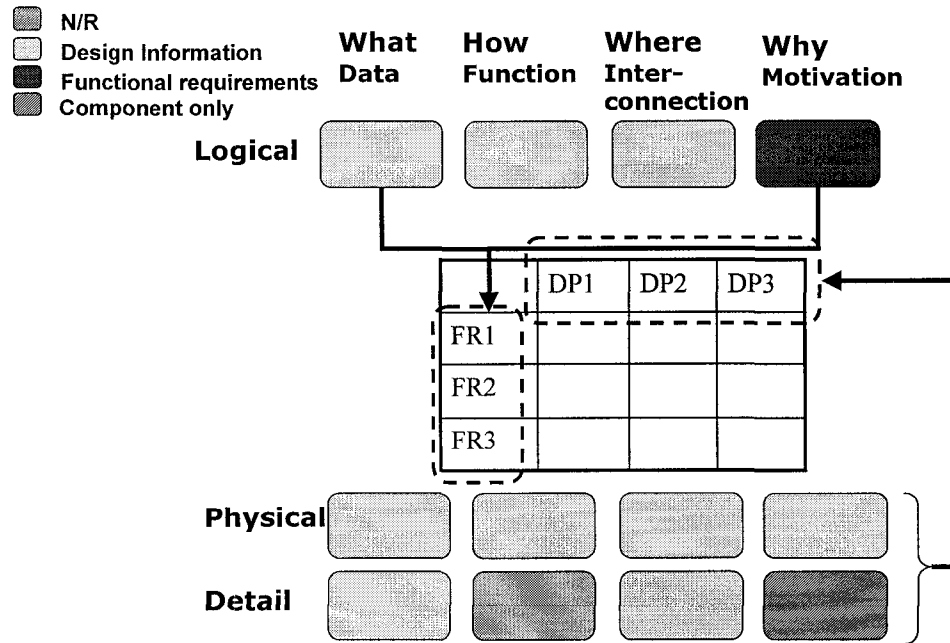 N/R
Design Information
Functional requirements
Component only
What How Where Why
Data Function Inter- Motivation
connection
Logical
DP1 DP2 DP3
FR1
FR2
FR3
Physical
Detail